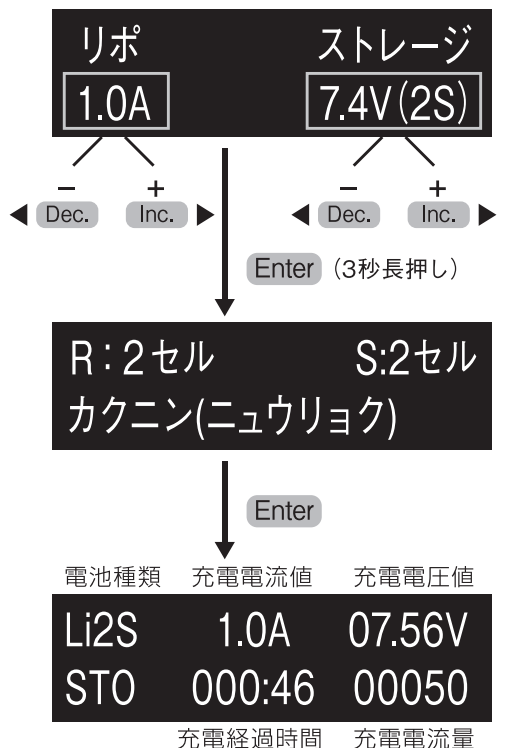 リポ ストレージ
1.0A 7.4V(2S)
− + − +
◀ Dec. Inc. ▶ ◀ Dec. Inc. ▶
Enter (3秒長押し)
R:2セル S:2セル
カクニン(ニュウリョク)
Enter
電池種類 充電電流値 充電電圧値
Li2S 1.0A 07.56V
STO 000:46 00050
充電経過時間 充電電流量